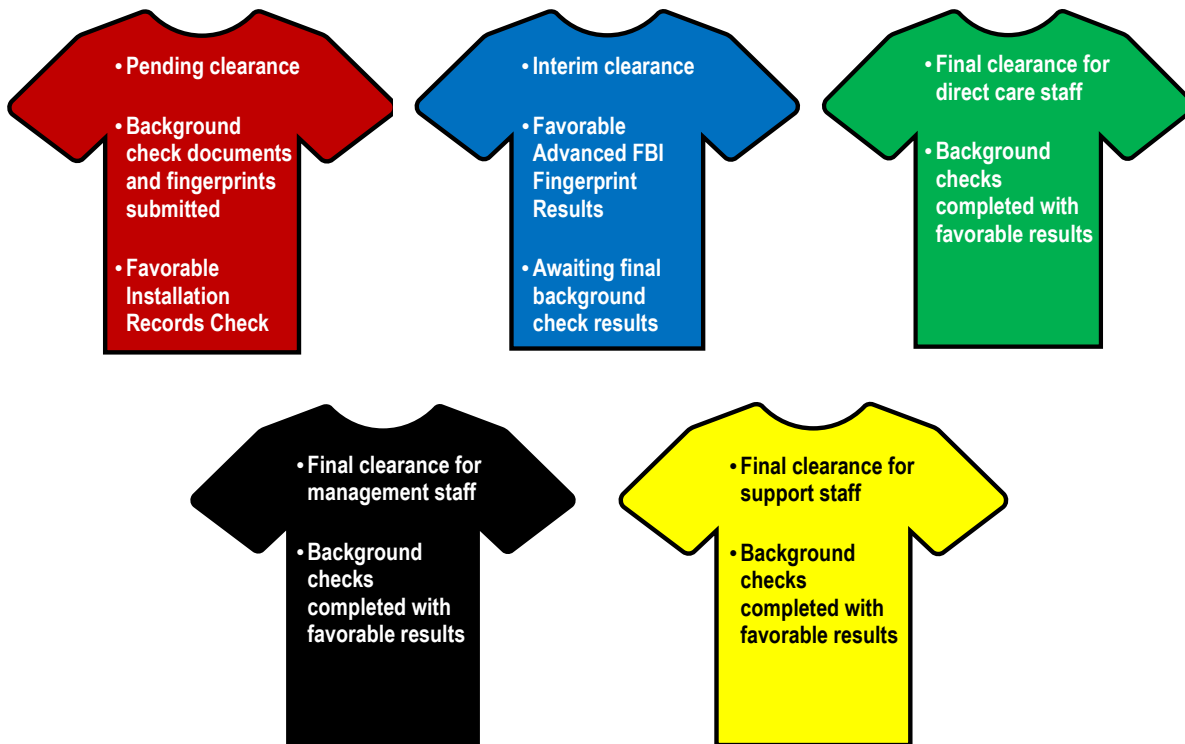 • Pending clearance
• Background
check documents
and fingerprints
submitted
• Favorable
Installation
Records Check
• Interim clearance
• Favorable
Advanced FBI
Fingerprint
Results
• Awaiting final
background
check results
• Final clearance for
direct care staff
• Background
checks
completed with
favorable results
• Final clearance for
management staff
• Background
checks
completed with
favorable results
• Final clearance for
support staff
• Background
checks
completed with
favorable results